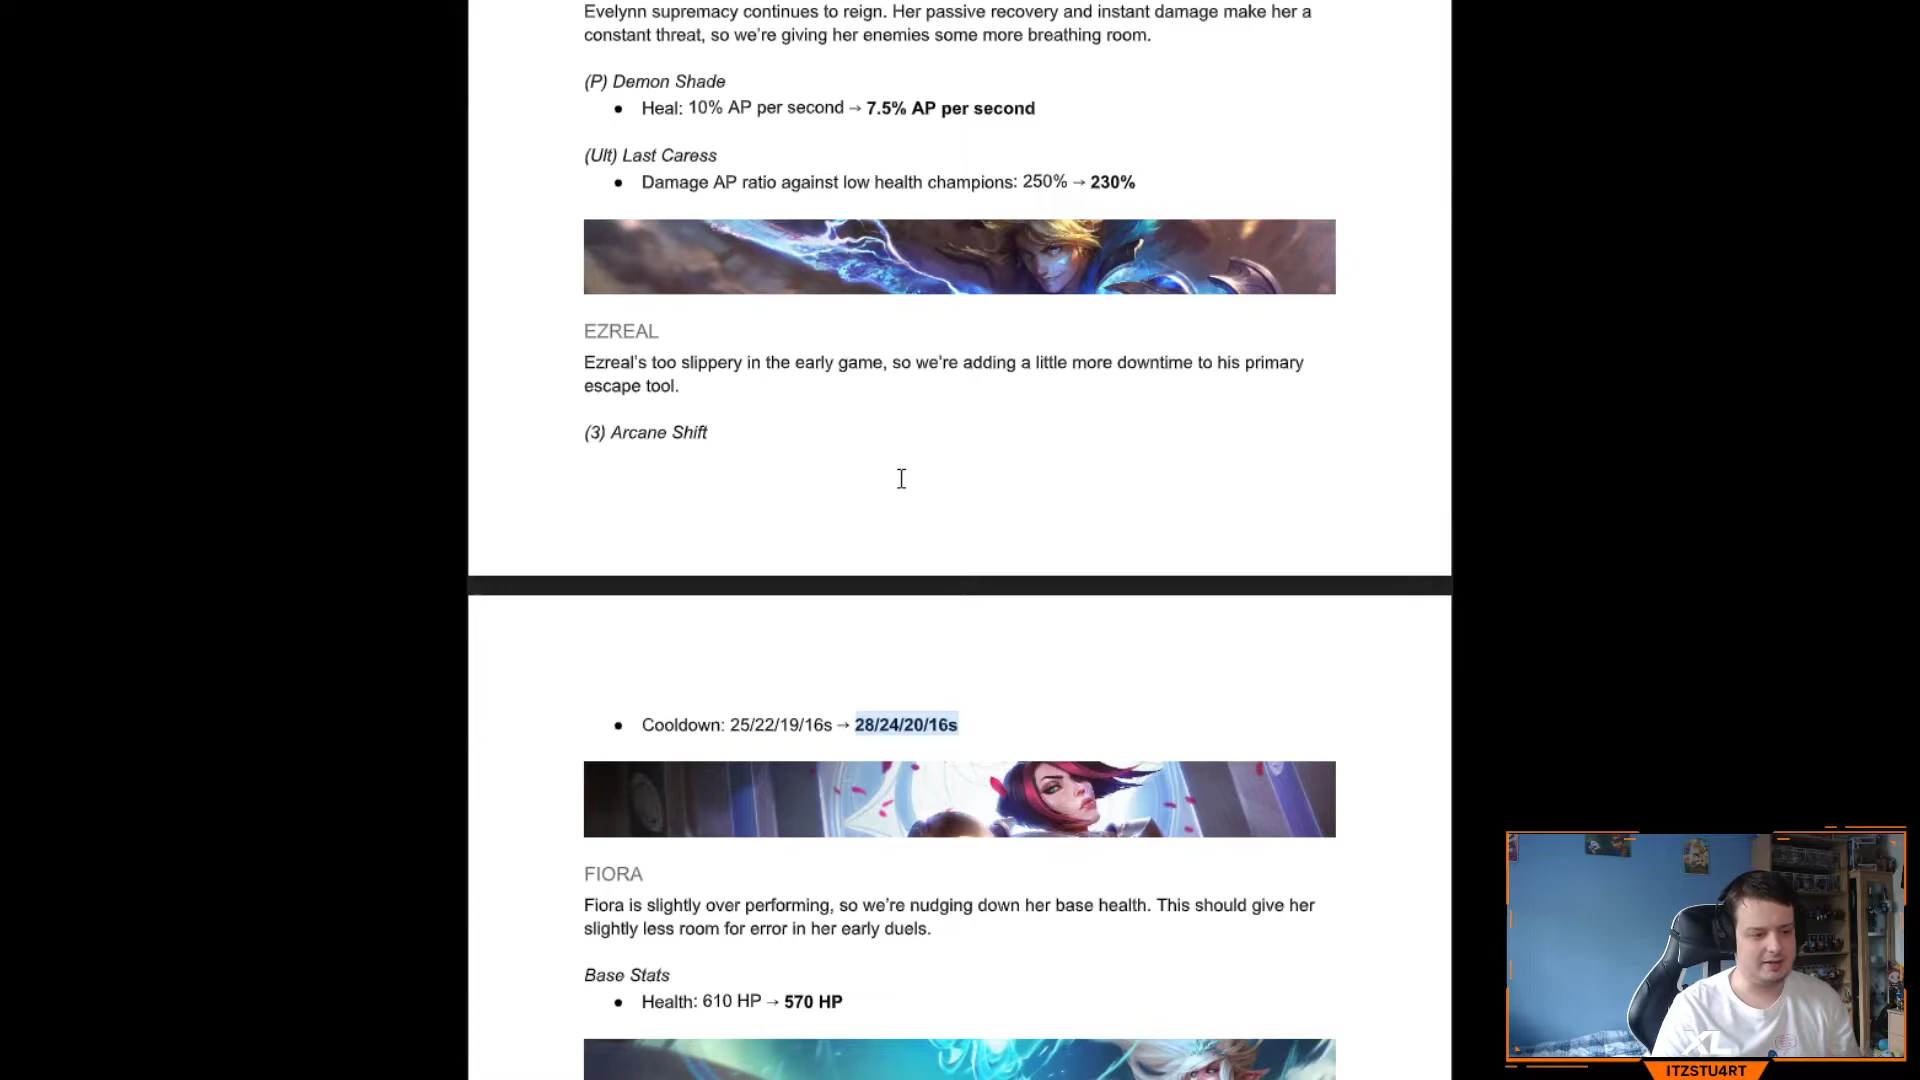 Evelynn supremacy continues to reign. Her passive recovery and instant damage make her a
constant threat, so we’re giving her enemies some more breathing room.
(P) Demon Shade
● Heal: 10% AP per second → 7.5% AP per second
(Ult) Last Caress
● Damage AP ratio against low health champions: 250% → 230%
EZREAL
Ezreal’s too slippery in the early game, so we’re adding a little more downtime to his primary
escape tool.
(3) Arcane Shift
● Cooldown: 25/22/19/16s → 28/24/20/16s
FIORA
Fiora is slightly over performing, so we’re nudging down her base health. This should give her
slightly less room for error in her early duels.
Base Stats
● Health: 610 HP → 570 HP
XL
ITZSTU4RT